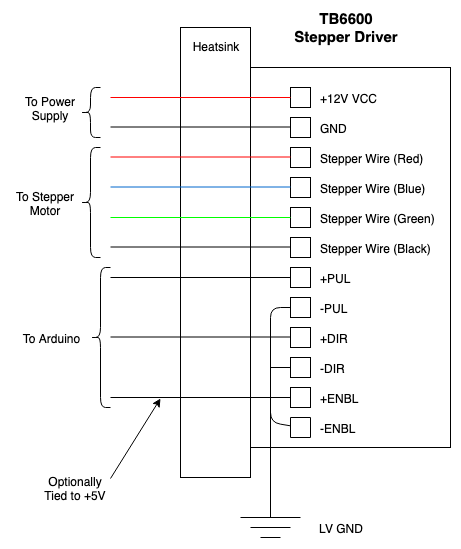 TB6600
Stepper Driver
Heatsink
To Power
Supply
+12V VCC
GND
Stepper Wire (Red)
To Stepper
Motor
Stepper Wire (Blue)
Stepper Wire (Green)
Stepper Wire (Black)
+PUL
-PUL
To Arduino
+DIR
-DIR
+ENBL
-ENBL
Optionally
Tied to +5V
LV GND